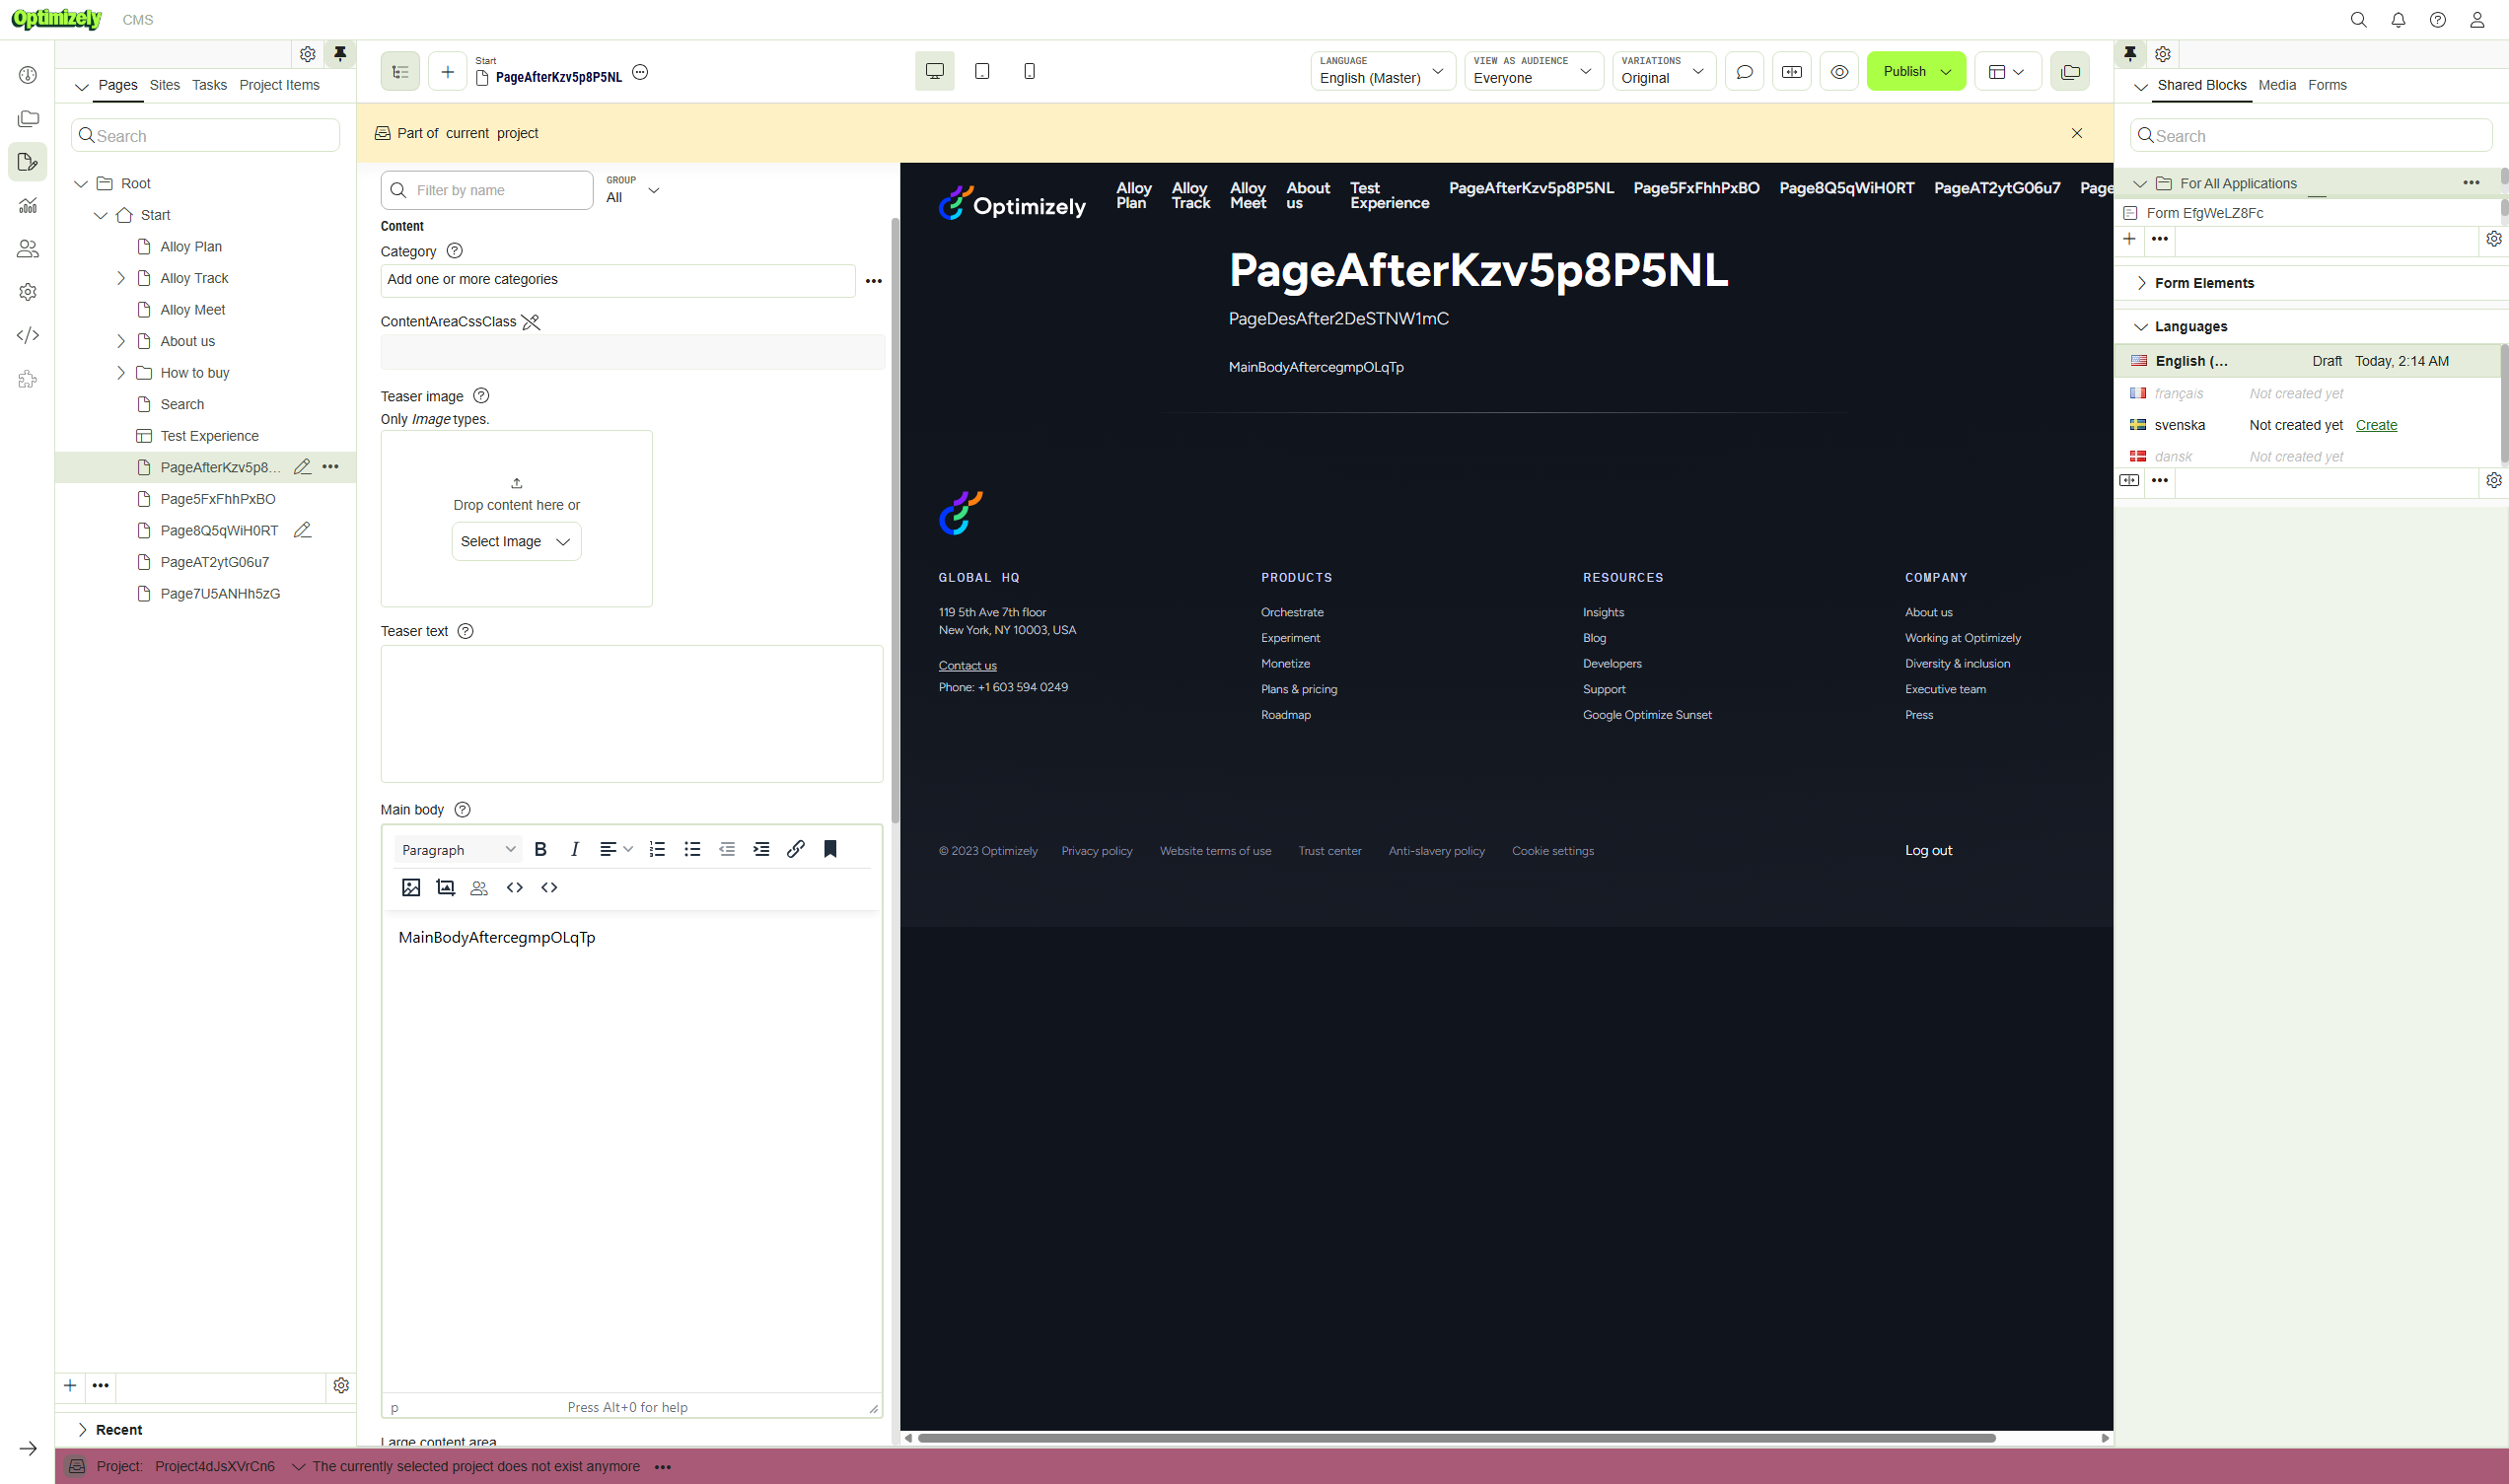 Optimizely CMS
Pages Sites Tasks Project Items
Search
Root
Start
Alloy Plan
Alloy Track
Alloy Meet
About us
How to buy
Search
Test Experience
PageAfterKzv5p8...
Page5FxFhhPxBO
Page8Q5qWiH0RT
PageAT2ytG06u7
Page7U5ANHh5zG
Recent
Start
PageAfterKzv5p8P5NL
LANGUAGE
English (Master)
VIEW AS AUDIENCE
Everyone
VARIATIONS
Original
Publish
Part of current project
Filter by name
GROUP
All
Content
Category
Add one or more categories
ContentAreaCssClass
Teaser image
Only Image types.
Drop content here or
Select Image
Teaser text
Main body
Paragraph
MainBodyAftercegmpOLqTp
p Press Alt+0 for help
Large content area
Optimizely
Alloy Plan
Alloy Track
Alloy Meet
About us
Test Experience
PageAfterKzv5p8P5NL Page5FxFhhPxBO Page8Q5qWiH0RT PageAT2ytG06u7 Page
PageAfterKzv5p8P5NL
PageDesAfter2DeSTNW1mC
MainBodyAftercegmpOLqTp
GLOBAL HQ
119 5th Ave 7th floor
New York, NY 10003, USA
Contact us
Phone: +1 603 594 0249
PRODUCTS
Orchestrate
Experiment
Monetize
Plans & pricing
Roadmap
RESOURCES
Insights
Blog
Developers
Support
Google Optimize Sunset
COMPANY
About us
Working at Optimizely
Diversity & inclusion
Executive team
Press
© 2023 Optimizely Privacy policy Website terms of use Trust center Anti-slavery policy Cookie settings Log out
Shared Blocks Media Forms
Search
For All Applications
Form EfgWeLZ8Fc
Form Elements
Languages
English (... Draft Today, 2:14 AM
français Not created yet
svenska Not created yet Create
dansk Not created yet
Project: Project4dJsXVrCn6 The currently selected project does not exist anymore